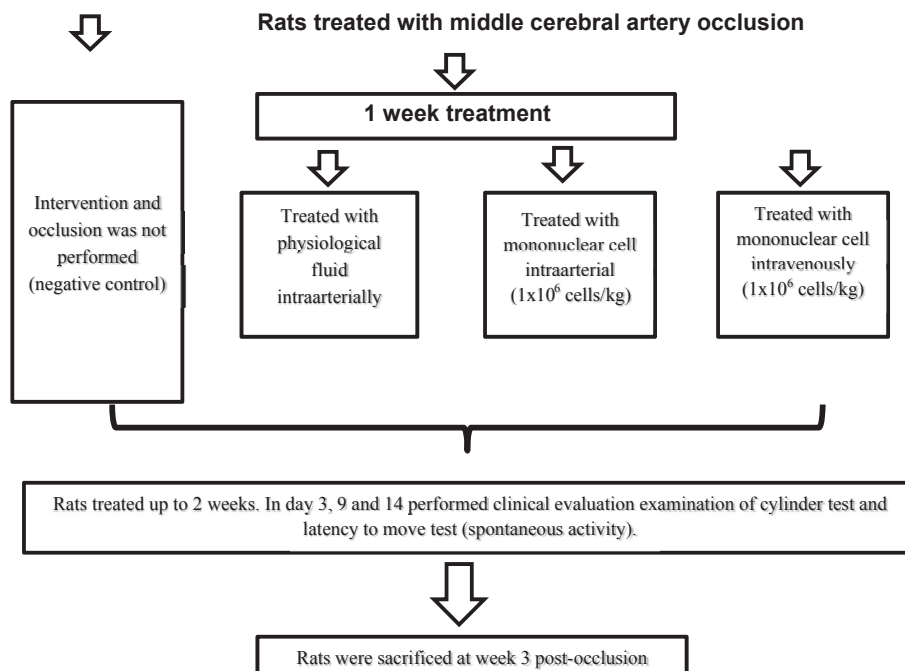 Rats treated with middle cerebral artery occlusion
1 week treatment
Intervention and
occlusion was not
performed
(negative control)
Treated with
physiological
fluid
intraarterially
Treated with
mononuclear cell
intraarterial
(1x10⁶ cells/kg)
Treated with
mononuclear cell
intravenously
(1x10⁶ cells/kg)
Rats treated up to 2 weeks. In day 3, 9 and 14 performed clinical evaluation examination of cylinder test and
latency to move test (spontaneous activity).
Rats were sacrificed at week 3 post-occlusion